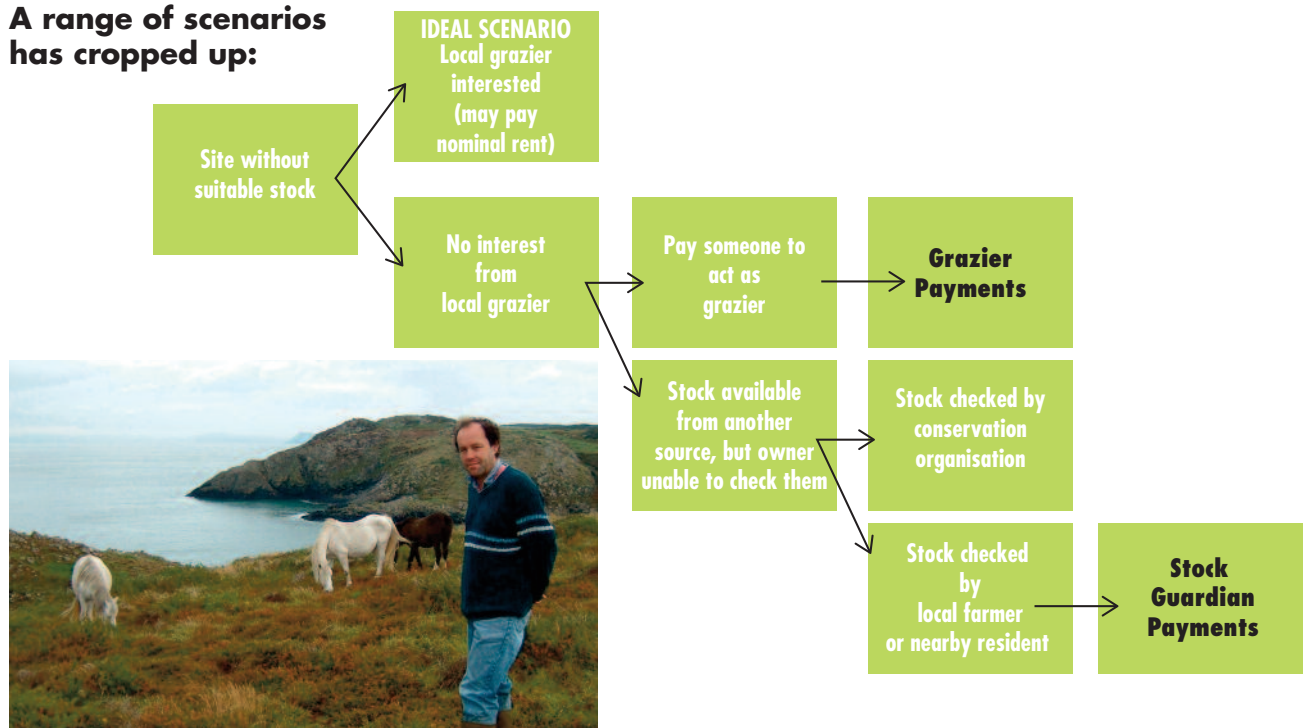 A range of scenarios
has cropped up:
IDEAL SCENARIO
Local grazier
interested
(may pay
nominal rent)
Site without
suitable stock
No interest
from
local grazier
Pay someone to
act as
grazier
Grazier
Payments
Stock available
from another
source, but owner
unable to check them
Stock checked by
conservation
organisation
Stock checked
by
local farmer
or nearby resident
Stock
Guardian
Payments